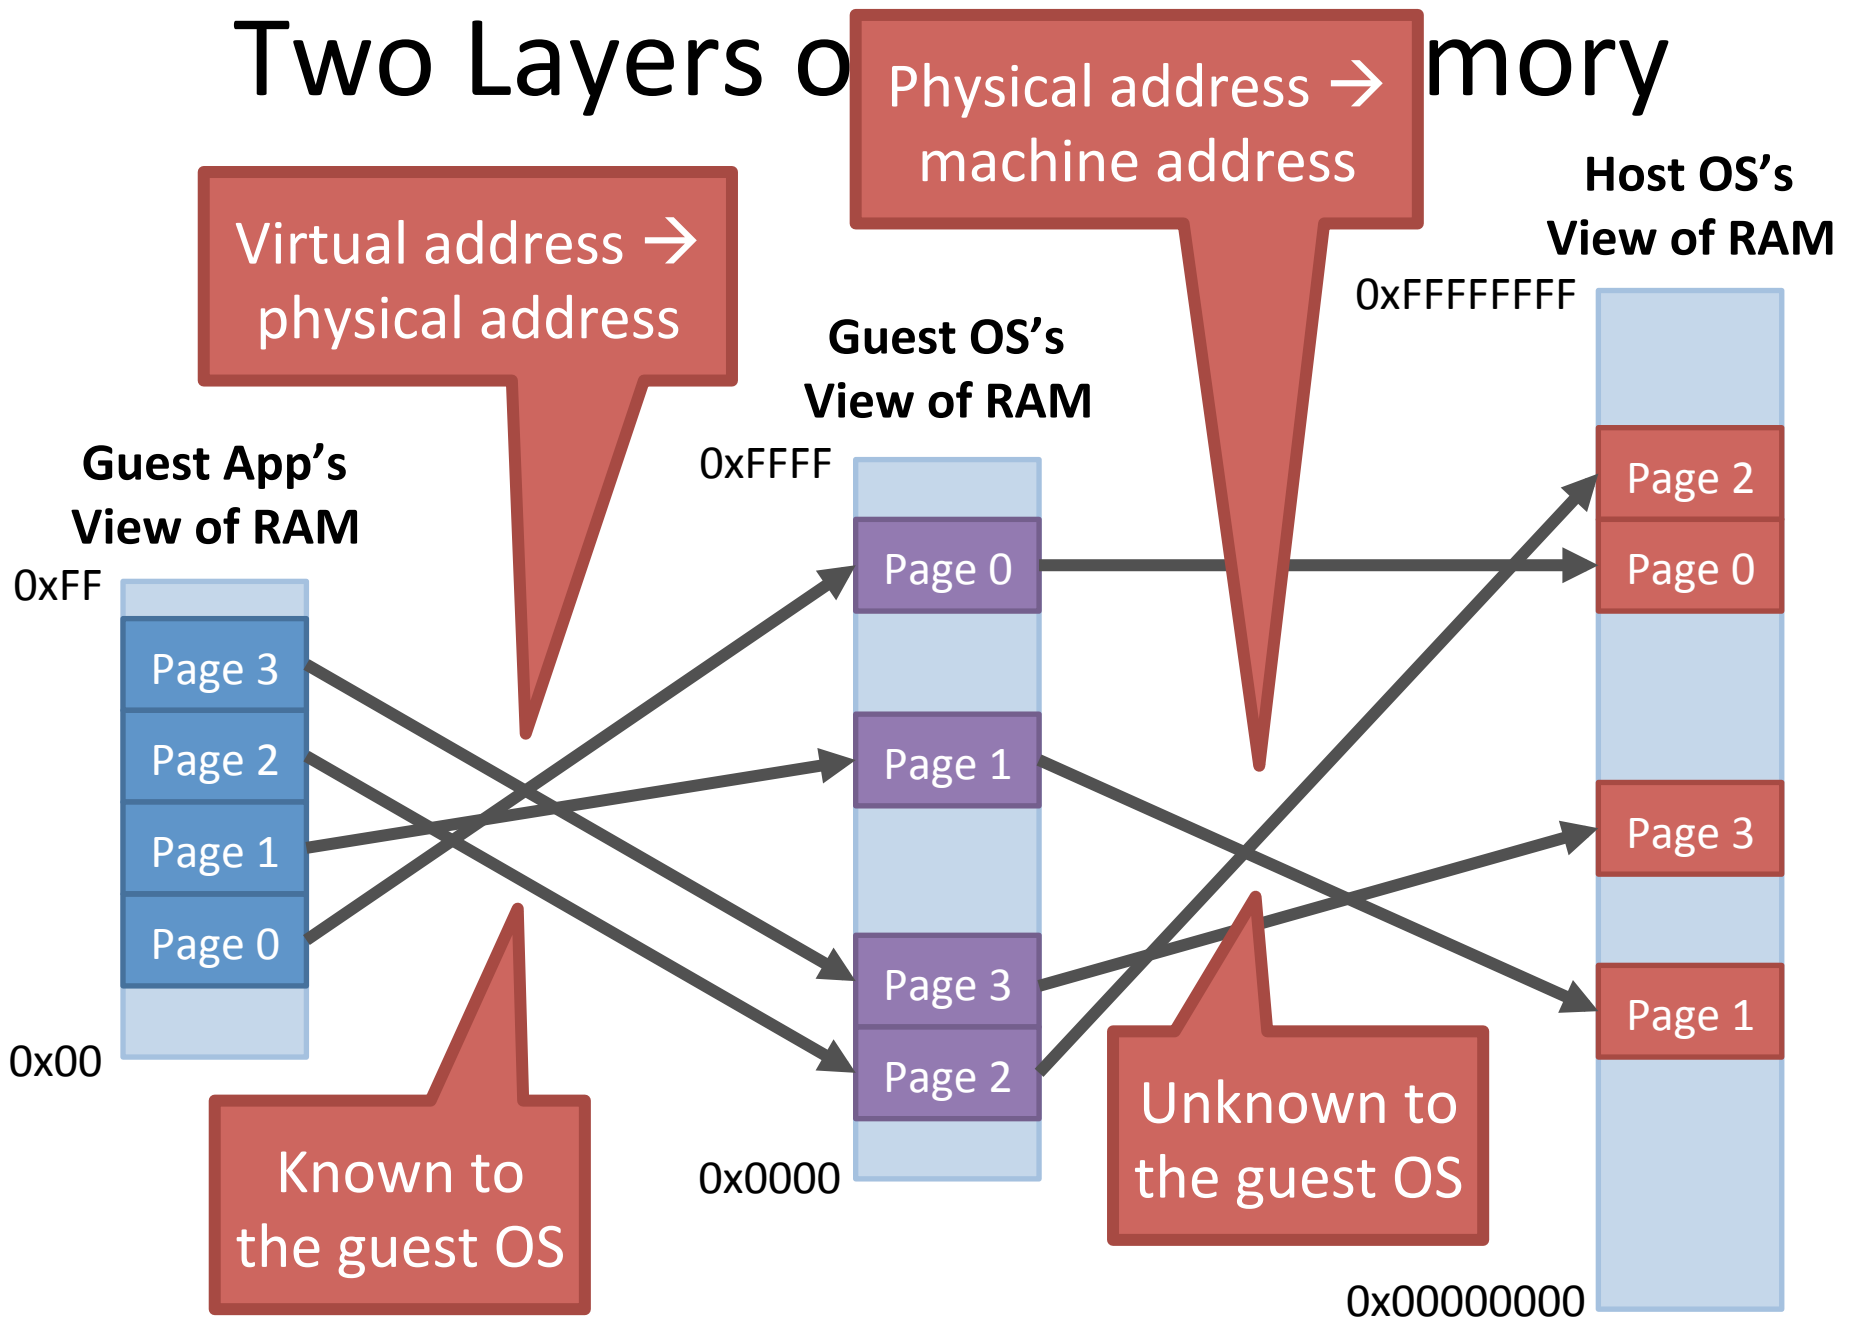 Two Layers o
mory
Physical address →
machine address
Virtual address →
physical address
Host OS's
View of RAM
0xFFFFFFFF
Guest OS's
View of RAM
0xFFFF
Guest App's
View of RAM
0xFF
Page 3
Page 2
Page 1
Page 0
0x00
Page 0
Page 1
Page 3
Page 2
0x0000
Page 2
Page 0
Page 3
Page 1
0x00000000
Known to
the guest OS
Unknown to
the guest OS